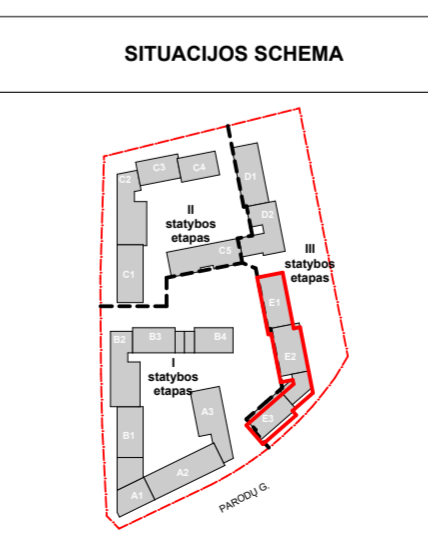 SITUACIJOS SCHEMA
C2
C3
C4
D1
II
statybos
etapas
D2
C5
III
statybos
etapas
C1
E1
B2
B3
B4
I
statybos
etapas
E2
A3
E3
B1
A2
A1
PARODŲ G.